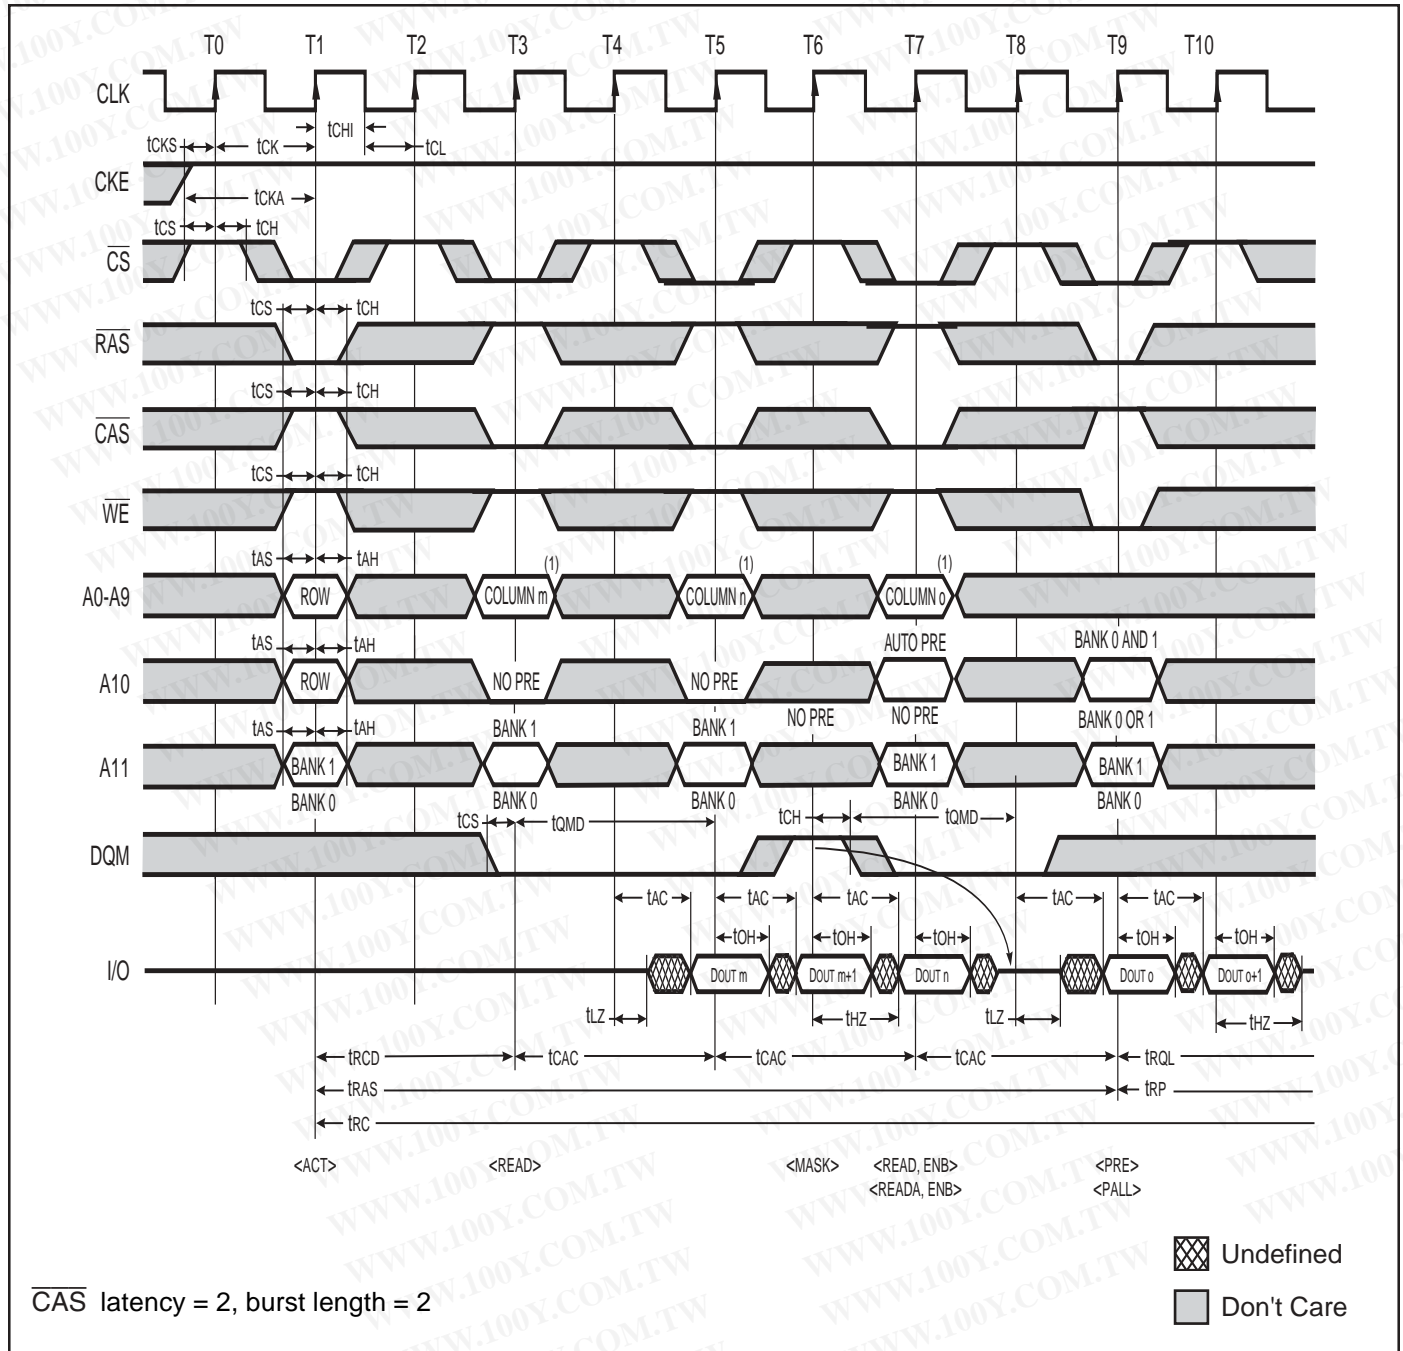 T0 T1 T2 T3 T4 T5 T6 T7 T8 T9 T10
CLK
tCHI
tCKS tCK tCL
CKE
tCKA
tCS tCH
CS
tCS tCH
RAS
tCS tCH
CAS
tCS tCH
WE
tAS tAH (1) (1) (1)
A0-A9 ROW COLUMN m COLUMN n COLUMN o
tAS tAH AUTO PRE BANK 0 AND 1
A10 ROW NO PRE NO PRE
NO PRE NO PRE BANK 0 OR 1
tAS tAH BANK 1 BANK 1
A11 BANK 1 BANK 1 BANK 1
BANK 0 BANK 0 BANK 0 BANK 0 BANK 0
tCS tQMD tCH tQMD
DQM
tAC tAC tAC tAC tAC
tOH tOH tOH tOH tOH
I/O DOUT m DOUT m+1 DOUT n DOUT o DOUT o+1
tLZ tHZ tLZ tHZ
tRCD tCAC tCAC tCAC tRQL
tRAS tRP
tRC
<ACT> <READ> <MASK> <READ, ENB> <PRE>
<READA, ENB> <PALL>
Undefined
CAS latency = 2, burst length = 2
Don't Care
WWW.100Y.COM.TW